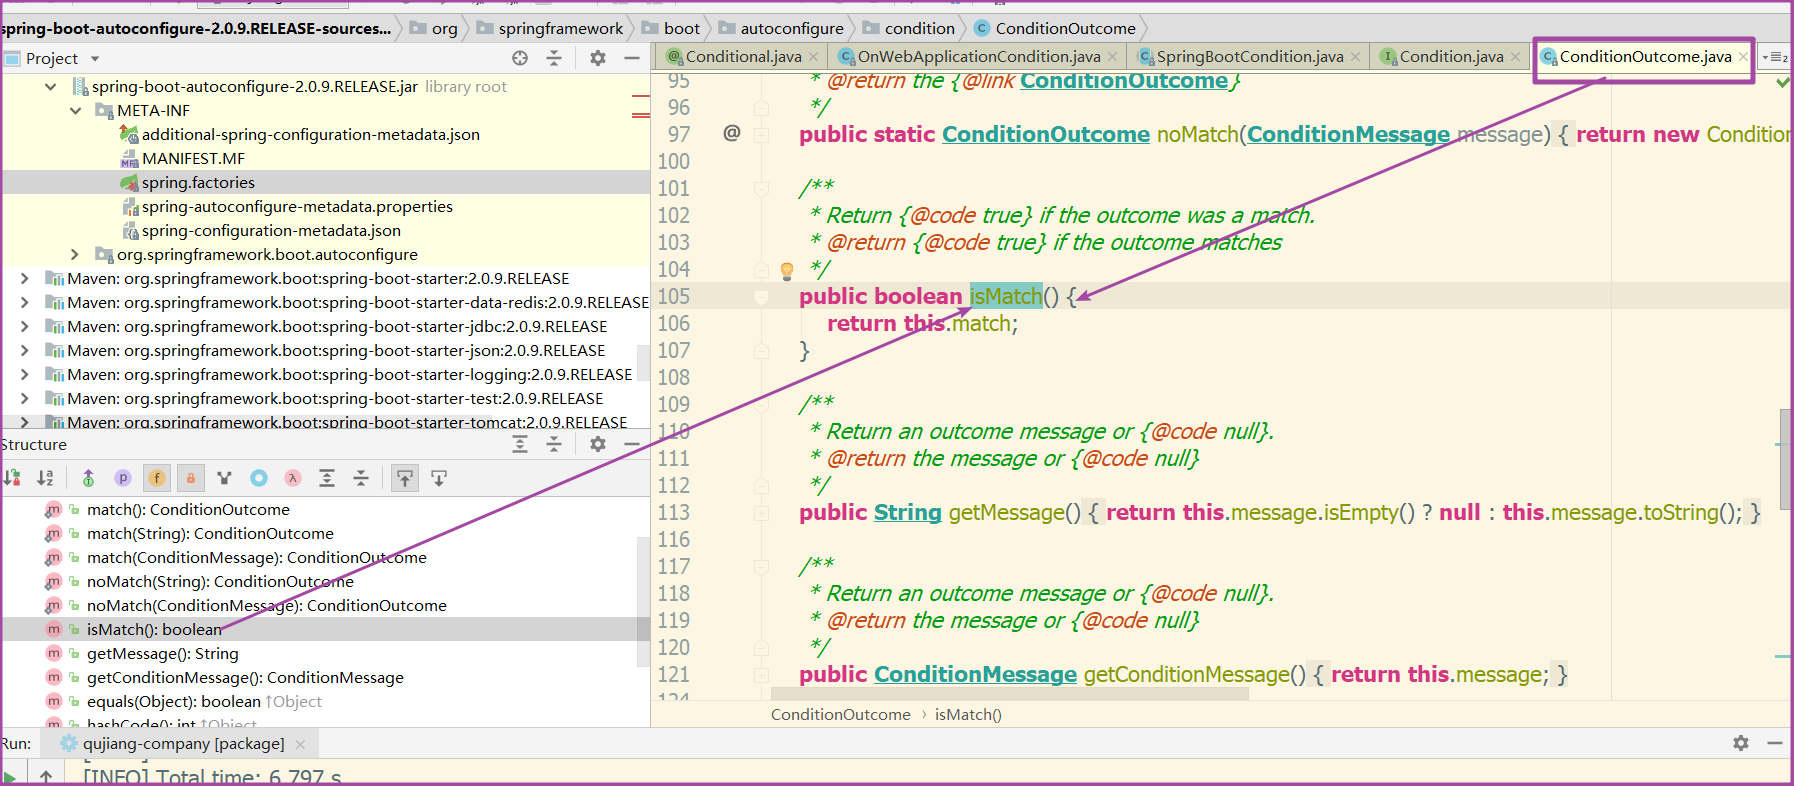 spring-boot-autoconfigure-2.0.9.RELEASE-sources... org springframework boot autoconfigure condition ConditionOutcome
Project
Conditional.java OnWebApplicationCondition.java SpringBootCondition.java Condition.java ConditionOutcome.java
spring-boot-autoconfigure-2.0.9.RELEASE.jar library root
META-INF
additional-spring-configuration-metadata.json
MANIFEST.MF
spring.factories
spring-autoconfigure-metadata.properties
spring-configuration-metadata.json
org.springframework.boot.autoconfigure
Maven: org.springframework.boot:spring-boot-starter:2.0.9.RELEASE
Maven: org.springframework.boot:spring-boot-starter-data-redis:2.0.9.RELEASE
Maven: org.springframework.boot:spring-boot-starter-jdbc:2.0.9.RELEASE
Maven: org.springframework.boot:spring-boot-starter-json:2.0.9.RELEASE
Maven: org.springframework.boot:spring-boot-starter-logging:2.0.9.RELEASE
Maven: org.springframework.boot:spring-boot-starter-test:2.0.9.RELEASE
Maven: org.springframework.boot:spring-boot-starter-tomcat:2.0.9.RELEASE
Structure
match(): ConditionOutcome
match(String): ConditionOutcome
match(ConditionMessage): ConditionOutcome
noMatch(String): ConditionOutcome
noMatch(ConditionMessage): ConditionOutcome
isMatch(): boolean
getMessage(): String
getConditionMessage(): ConditionMessage
equals(Object): boolean ↑Object
hashCode(): int ↑Object
95 * @return the {@link ConditionOutcome}
96 */
97 @ public static ConditionOutcome noMatch(ConditionMessage message) { return new Condition
100
101 /**
102 * Return {@code true} if the outcome was a match.
103 * @return {@code true} if the outcome matches
104 */
105 public boolean isMatch() {
106 return this.match;
107 }
108
109 /**
110 * Return an outcome message or {@code null}.
111 * @return the message or {@code null}
112 */
113 public String getMessage() { return this.message.isEmpty() ? null : this.message.toString(); }
116
117 /**
118 * Return an outcome message or {@code null}.
119 * @return the message or {@code null}
120 */
121 public ConditionMessage getConditionMessage() { return this.message; }
124
ConditionOutcome › isMatch()
Run: qujiang-company [package]
[INFO] Total time: 6.797 s